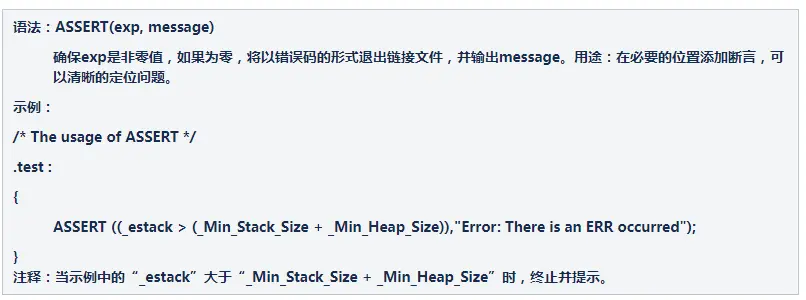 语法：ASSERT(exp, message)
确保exp是非零值，如果为零，将以错误码的形式退出链接文件，并输出message。用途：在必要的位置添加断言，可
以清晰的定位问题。
示例：
/* The usage of ASSERT */
.test :
{
ASSERT ((_estack > (_Min_Stack_Size + _Min_Heap_Size)),"Error: There is an ERR occurred");
}
注释：当示例中的“_estack”大于“_Min_Stack_Size + _Min_Heap_Size”时，终止并提示。